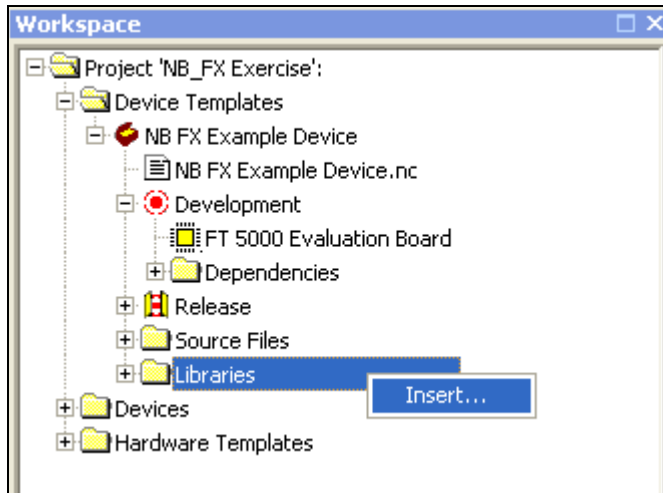 Workspace
Project 'NB_FX Exercise':
Device Templates
NB FX Example Device
NB FX Example Device.nc
Development
FT 5000 Evaluation Board
Dependencies
Release
Source Files
Libraries
Insert...
Devices
Hardware Templates